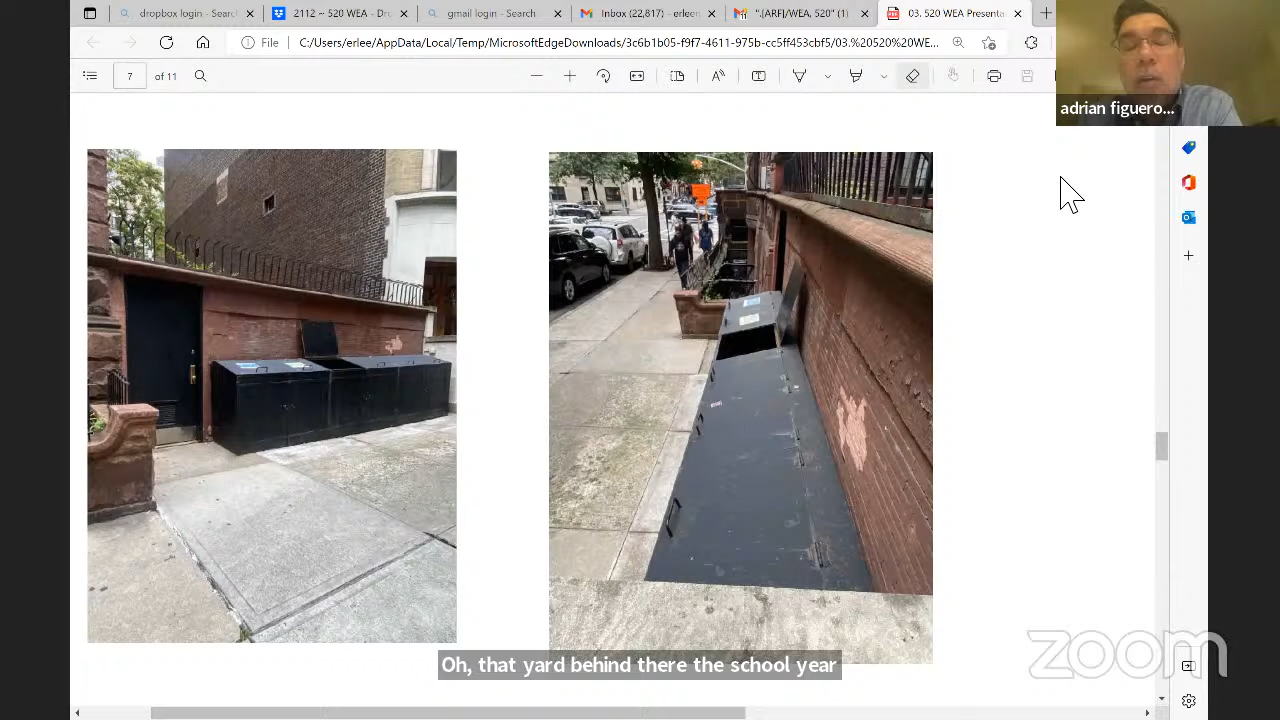 dropbox login - Search
2112 ~ 520 WEA - Dr
gmail login - Search
Inbox (22,817) - erleen
".(ARF)/WEA, 520" (1)
03. 520 WEA Presenta
File
C:/Users/erlee/AppData/Local/Temp/MicrosoftEdgeDownloads/3c6b1b05-f9f7-4611-975b-cc5ff453cbf5/03.%20520%20WE...
7
of 11
adrian figuero...
Oh, that yard behind there the school year
zoom